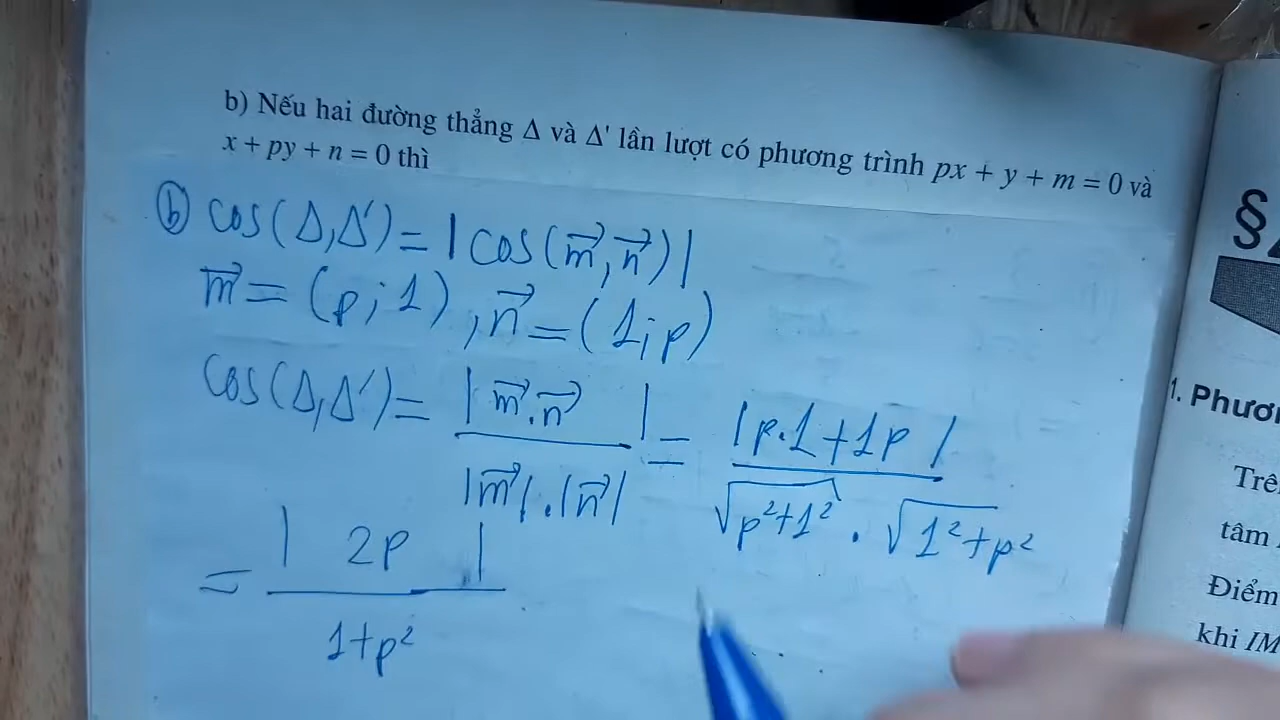 b) Nếu hai đường thẳng Δ và Δ' lần lượt có phương trình px + y + m = 0 và
x + py + n = 0 thì
b) cos(Δ,Δ') = |cos(m⃗,n⃗)|
m⃗ = (p;1), n⃗ = (1;p)
cos(Δ,Δ') = |m⃗.n⃗| / |m⃗|.|n⃗| = |p.1+1p| / √(p²+1²) . √(1²+p²)
= |2p| / 1+p²
§
1. Phươn
Trê
tâm
Điểm
khi IM